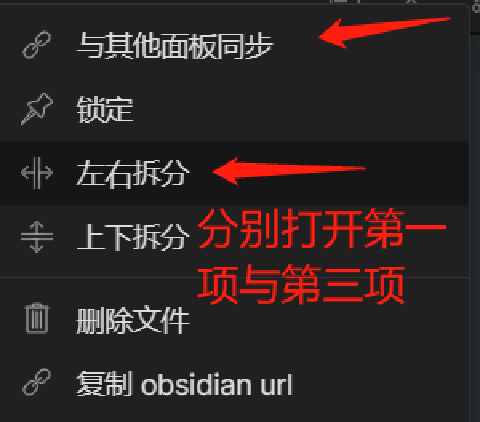 与其他面板同步
锁定
左右拆分
上下拆分
分别打开第一
项与第三项
删除文件
复制 obsidian url